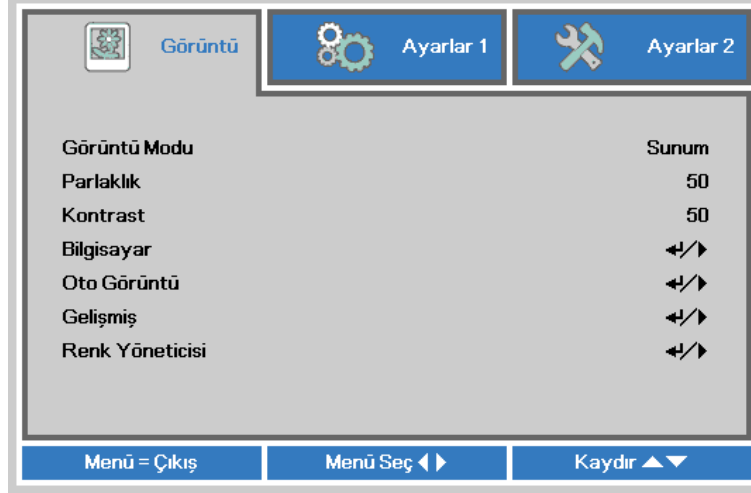 Görüntü
Ayarlar 1
Ayarlar 2
Görüntü Modu Sunum
Parlaklık 50
Kontrast 50
Bilgisayar ↵/▶
Oto Görüntü ↵/▶
Gelişmiş ↵/▶
Renk Yöneticisi ↵/▶
Menü = Çıkış
Menü Seç ◀▶
Kaydır ▲▼